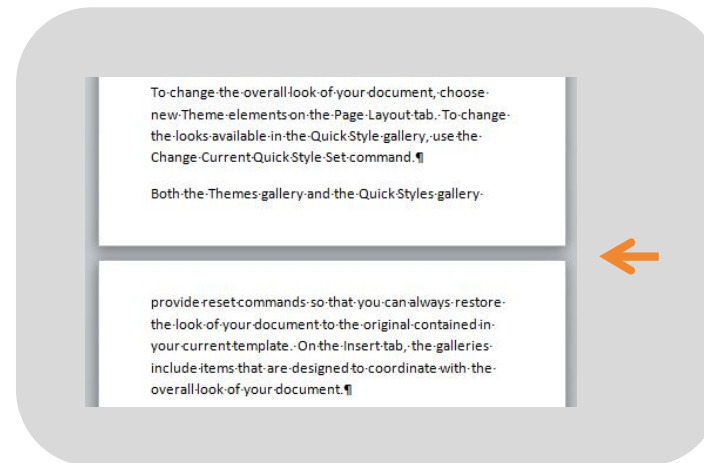 To·change·the·overall·look·of·your·document,·choose·
new·Theme·elements·on·the·Page·Layout·tab.·To·change·
the·looks·available·in·the·Quick·Style·gallery,·use·the·
Change·Current·Quick·Style·Set·command.¶
Both·the·Themes·gallery·and·the·Quick·Styles·gallery·
provide·reset·commands·so·that·you·can·always·restore·
the·look·of·your·document·to·the·original·contained·in·
your·current·template.·On·the·Insert·tab,·the·galleries·
include·items·that·are·designed·to·coordinate·with·the·
overall·look·of·your·document.¶